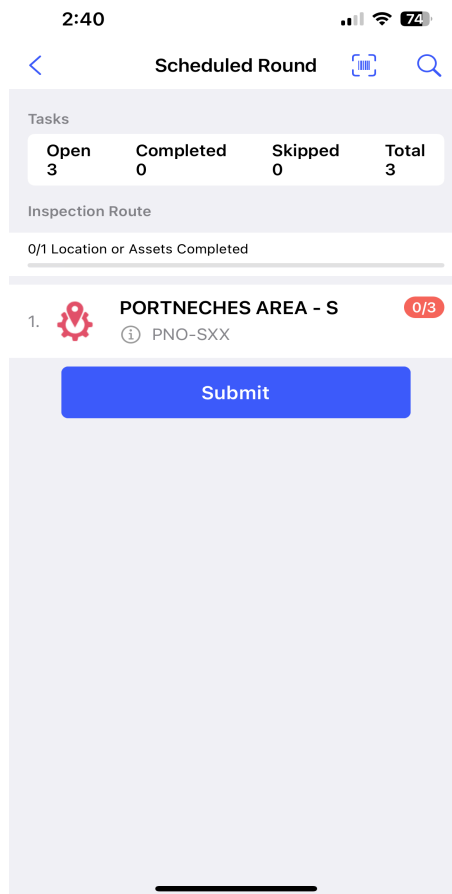 2:40
74
Scheduled Round
Tasks
Open Completed Skipped Total
3 0 0 3
Inspection Route
0/1 Location or Assets Completed
1. PORTNECHES AREA - S 0/3
i PNO-SXX
Submit